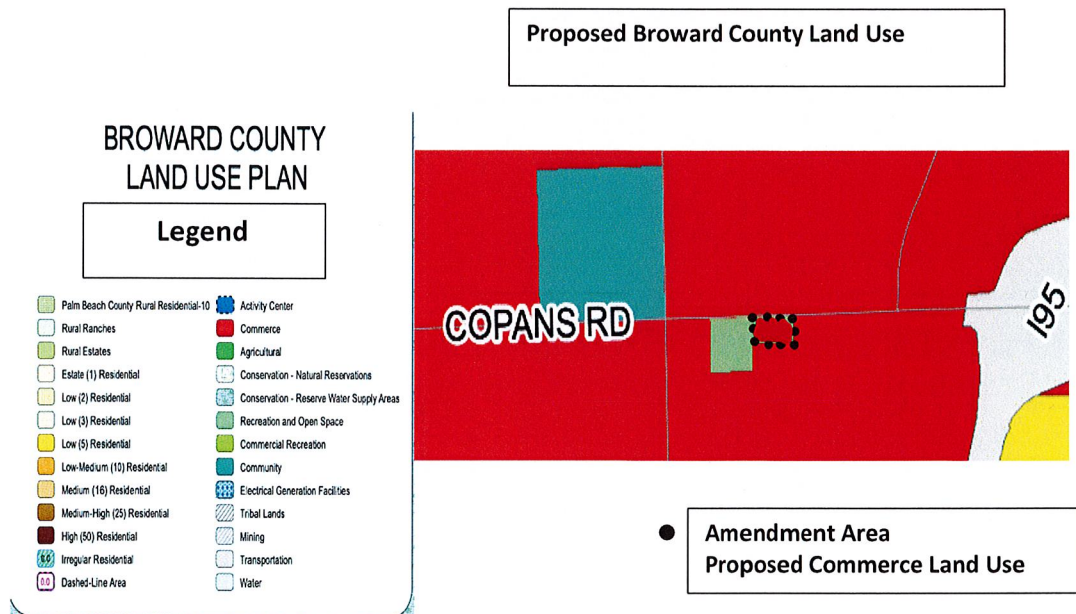 Proposed Broward County Land Use
BROWARD COUNTY
LAND USE PLAN
Legend
Palm Beach County Rural Residential-10
Rural Ranches
Rural Estates
Estate (1) Residential
Low (2) Residential
Low (3) Residential
Low (5) Residential
Low-Medium (10) Residential
Medium (16) Residential
Medium-High (25) Residential
High (50) Residential
0.0 Irregular Residential
0.0 Dashed-Line Area
Activity Center
Commerce
Agricultural
Conservation - Natural Reservations
Conservation - Reserve Water Supply Areas
Recreation and Open Space
Commercial Recreation
Community
Electrical Generation Facilities
Tribal Lands
Mining
Transportation
Water
COPANS RD
I95
Amendment Area
Proposed Commerce Land Use